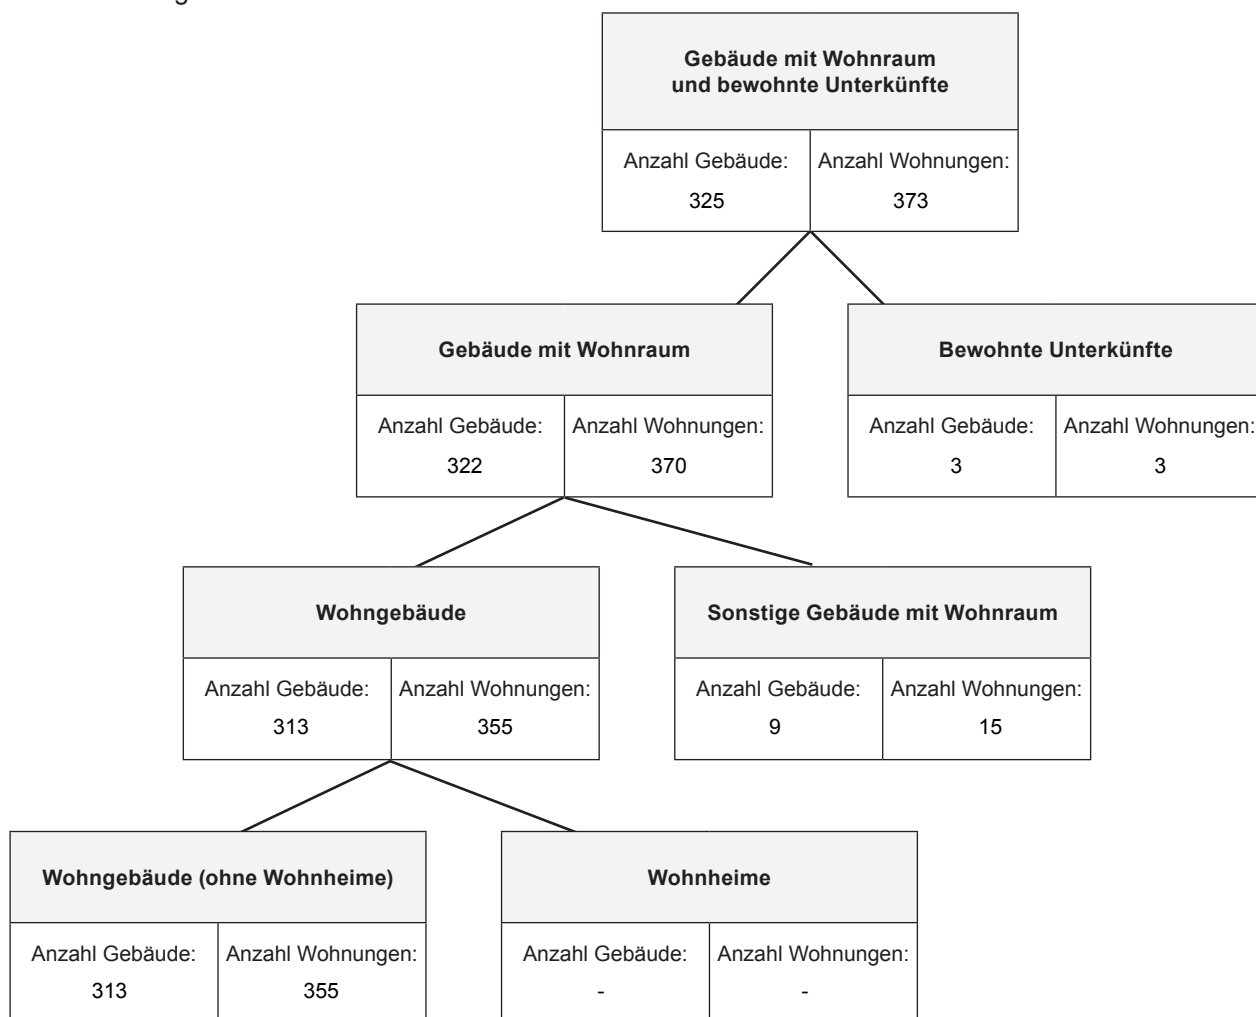 Gebäude mit Wohnraum
und bewohnte Unterkünfte
Anzahl Gebäude:
325
Anzahl Wohnungen:
373
Gebäude mit Wohnraum
Anzahl Gebäude:
322
Anzahl Wohnungen:
370
Bewohnte Unterkünfte
Anzahl Gebäude:
3
Anzahl Wohnungen:
3
Wohngebäude
Anzahl Gebäude:
313
Anzahl Wohnungen:
355
Sonstige Gebäude mit Wohnraum
Anzahl Gebäude:
9
Anzahl Wohnungen:
15
Wohngebäude (ohne Wohnheime)
Anzahl Gebäude:
313
Anzahl Wohnungen:
355
Wohnheime
Anzahl Gebäude:
-
Anzahl Wohnungen:
-